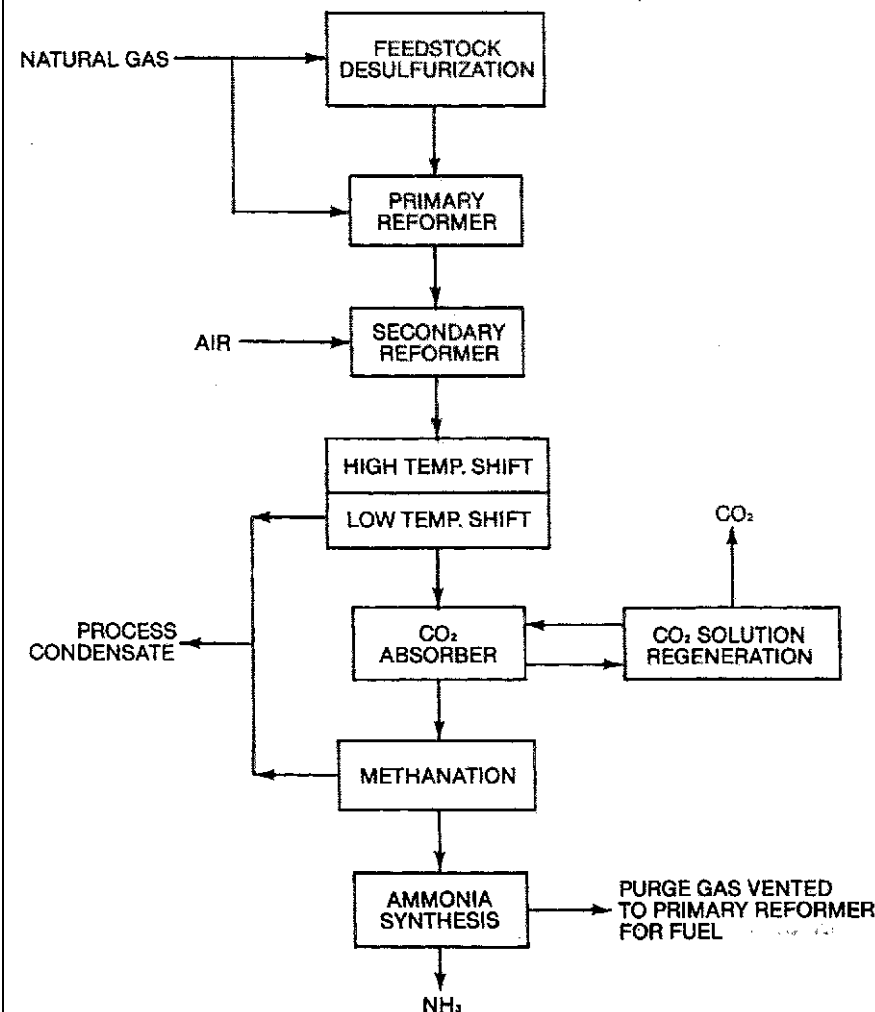 NATURAL GAS
FEEDSTOCK
DESULFURIZATION
PRIMARY
REFORMER
AIR
SECONDARY
REFORMER
HIGH TEMP. SHIFT
LOW TEMP. SHIFT
CO₂
PROCESS
CONDENSATE
CO₂
ABSORBER
CO₂ SOLUTION
REGENERATION
METHANATION
AMMONIA
SYNTHESIS
PURGE GAS VENTED
TO PRIMARY REFORMER
FOR FUEL
NH₃